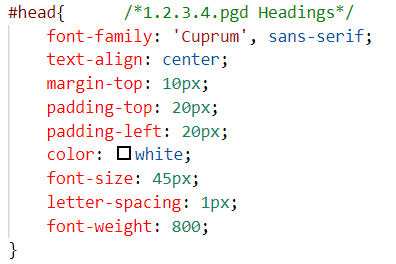 #head{ /*1.2.3.4.pgd Headings*/
font-family: 'Cuprum', sans-serif;
text-align: center;
margin-top: 10px;
padding-top: 20px;
padding-left: 20px;
color: white;
font-size: 45px;
letter-spacing: 1px;
font-weight: 800;
}